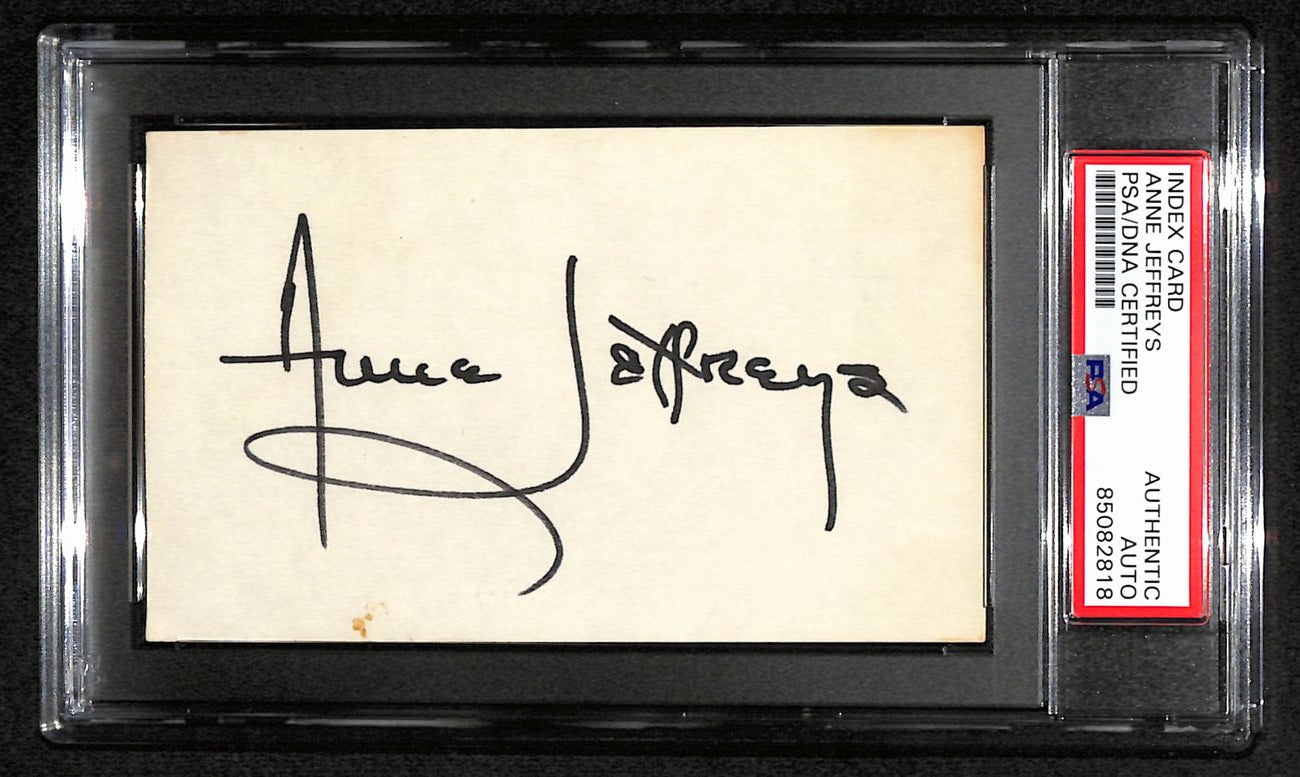 Anne Jeffreys
INDEX CARD
ANNE JEFFREYS
PSA/DNA CERTIFIED
PSA
AUTHENTIC
AUTO
85082818